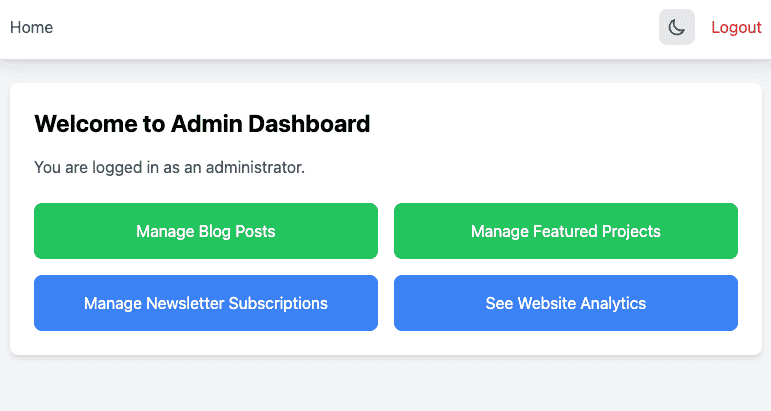 Home
Logout
Welcome to Admin Dashboard
You are logged in as an administrator.
Manage Blog Posts
Manage Featured Projects
Manage Newsletter Subscriptions
See Website Analytics